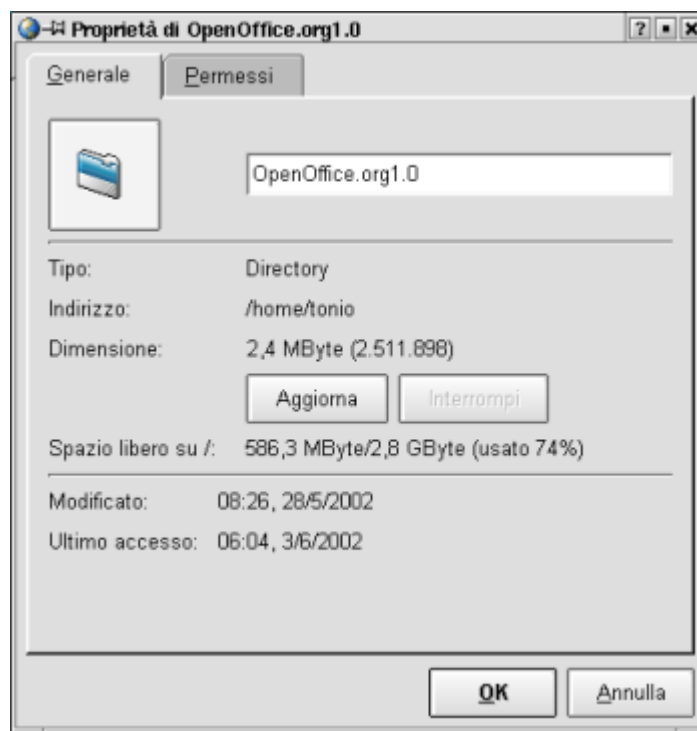 Proprietà di OpenOffice.org1.0
Generale Permessi
OpenOffice.org1.0
Tipo: Directory
Indirizzo: /home/tonio
Dimensione: 2,4 MByte (2.511.898)
Aggiorna Interrompi
Spazio libero su /: 586,3 MByte/2,8 GByte (usato 74%)
Modificato: 08:26, 28/5/2002
Ultimo accesso: 06:04, 3/6/2002
OK Annulla